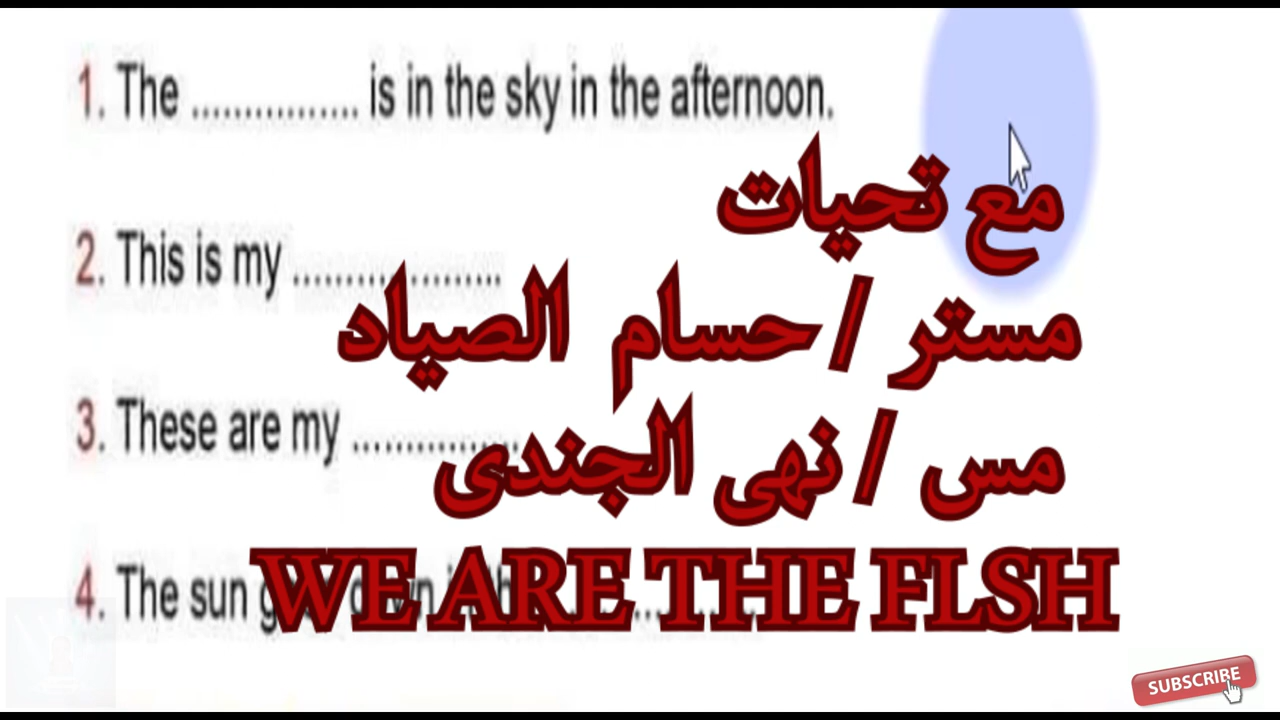 1. The ................ is in the sky in the afternoon.
مع تحيات
2. This is my ....................
مستر / حسام الصياد
3. These are my ................
مس / نهى الجندى
4. The sun
WE ARE THE FLSH
SUBSCRIBE